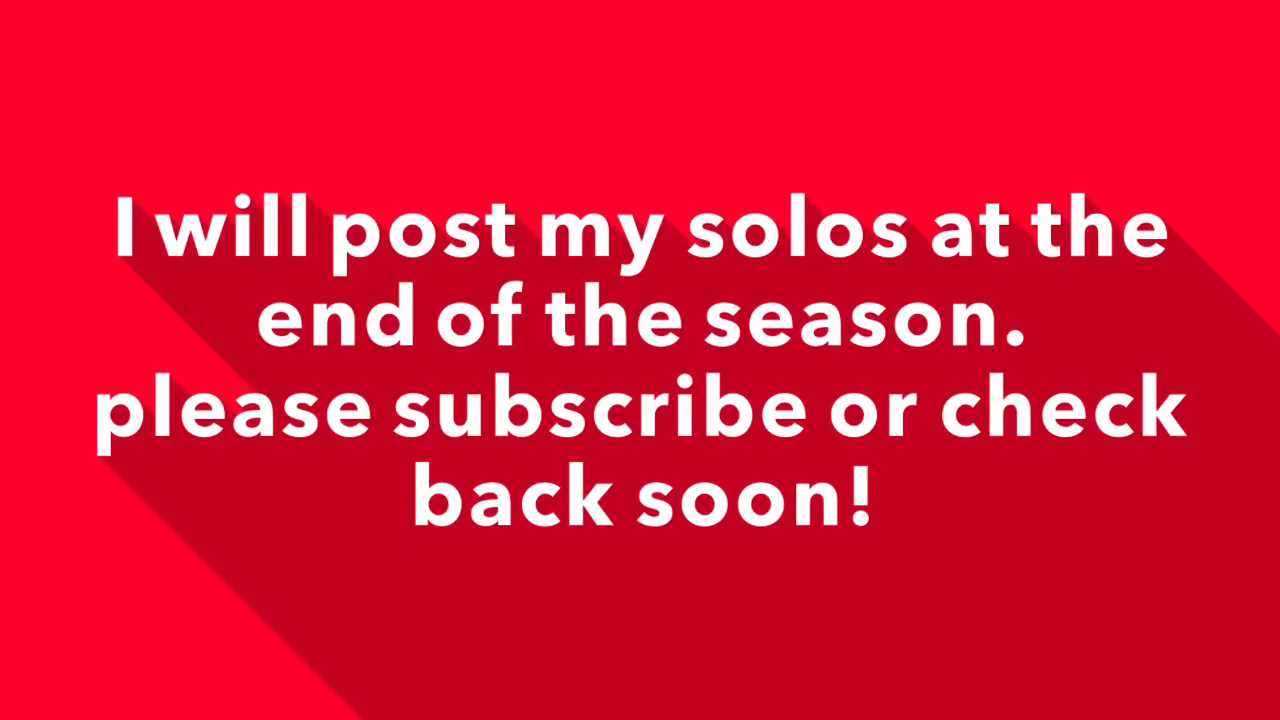 I will post my solos at the
end of the season.
please subscribe or check
back soon!